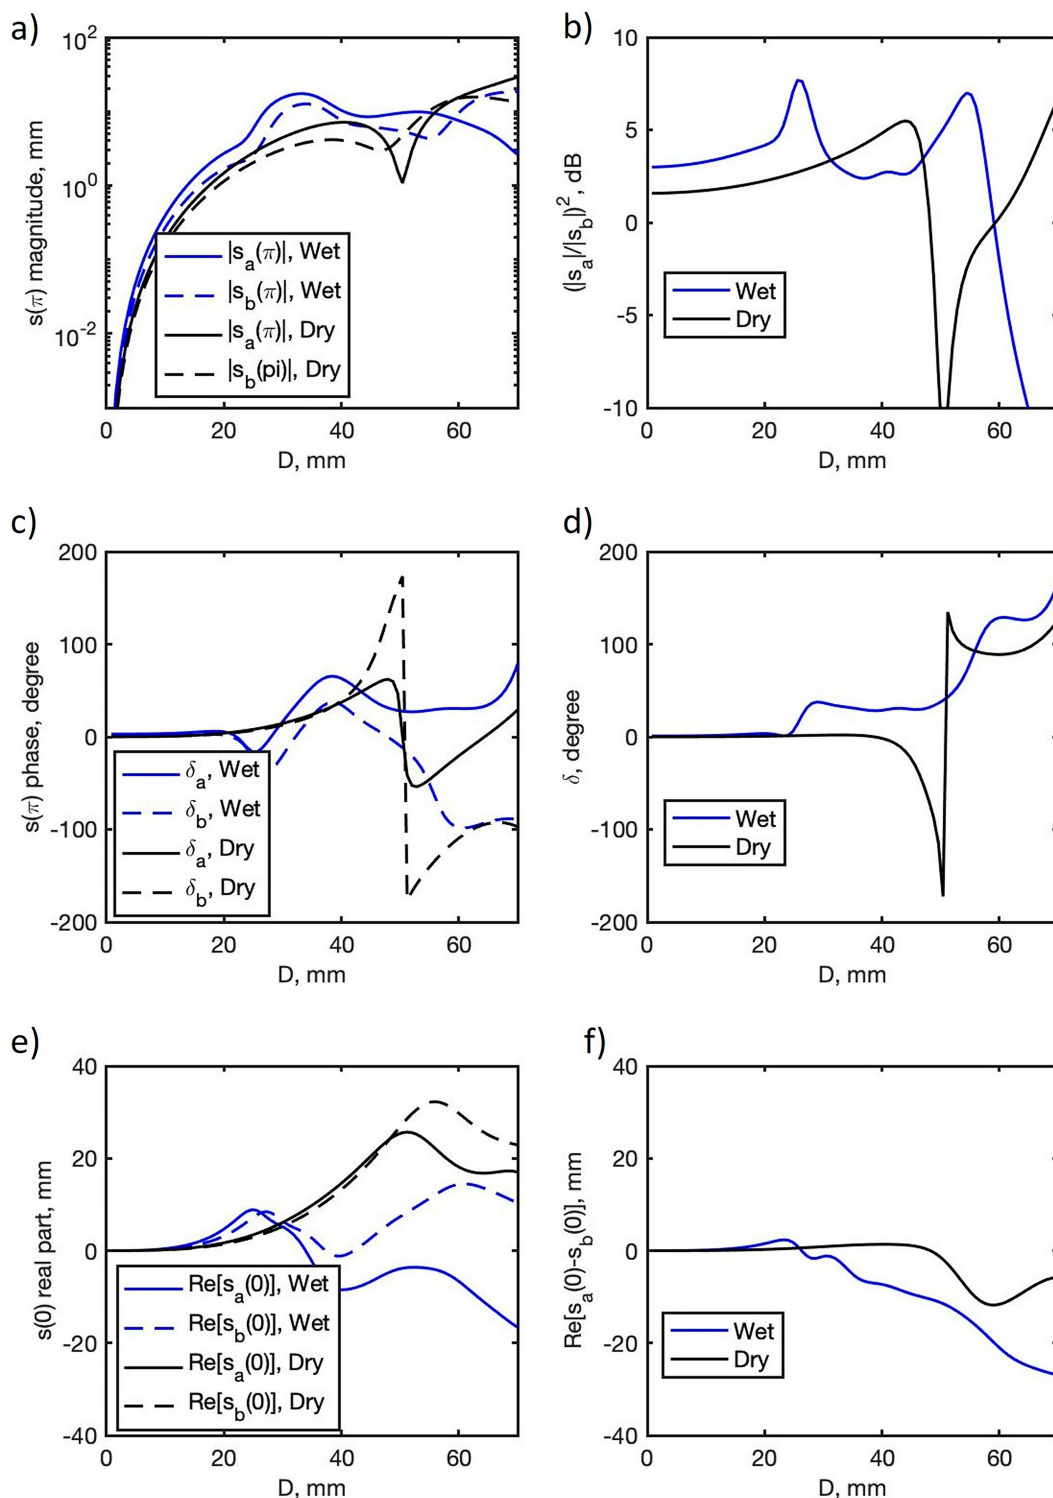 a)
s(π) magnitude, mm
10²
10⁰
10⁻²
|s_a(π)|, Wet
|s_b(π)|, Wet
|s_a(π)|, Dry
|s_b(pi)|, Dry
0 20 40 60
D, mm
b)
(|s_a|/|s_b|)², dB
10
5
0
-5
-10
Wet
Dry
0 20 40 60
D, mm
c)
s(π) phase, degree
200
100
0
-100
-200
δ_a, Wet
δ_b, Wet
δ_a, Dry
δ_b, Dry
0 20 40 60
D, mm
d)
δ, degree
200
100
0
-100
-200
Wet
Dry
0 20 40 60
D, mm
e)
s(0) real part, mm
40
20
0
-20
-40
Re[s_a(0)], Wet
Re[s_b(0)], Wet
Re[s_a(0)], Dry
Re[s_b(0)], Dry
0 20 40 60
D, mm
f)
Re[s_a(0)-s_b(0)], mm
40
20
0
-20
-40
Wet
Dry
0 20 40 60
D, mm